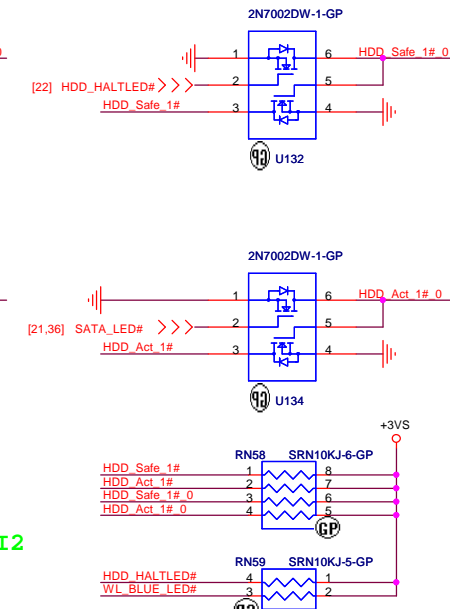 2N7002DW-1-GP
1 6 HDD_Safe_1#_0
[22] HDD_HALTLED# 2 5
HDD_Safe_1# 3 4
GP U132
2N7002DW-1-GP
1 6 HDD_Act_1#_0
[21,36] SATA_LED# 2 5
HDD_Act_1# 3 4
GP U134
+3VS
RN58 SRN10KJ-6-GP
HDD_Safe_1# 1 8
HDD_Act_1# 2 7
HDD_Safe_1#_0 3 6
HDD_Act_1#_0 4 5
GP
I2
RN59 SRN10KJ-5-GP
HDD_HALTLED# 4 1
WL_BLUE_LED# 3 2